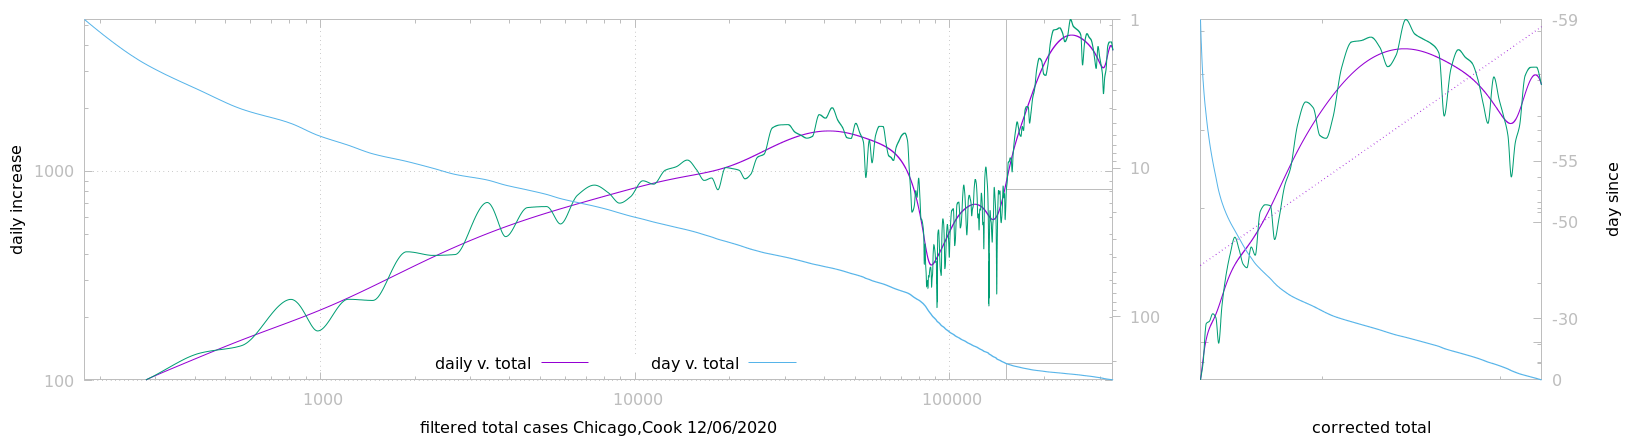 1000
100
daily increase
1000
10000
100000
filtered total cases Chicago,Cook 12/06/2020
daily v. total
day v. total
1
10
100
-59
-55
-50
-30
0
day since
corrected total